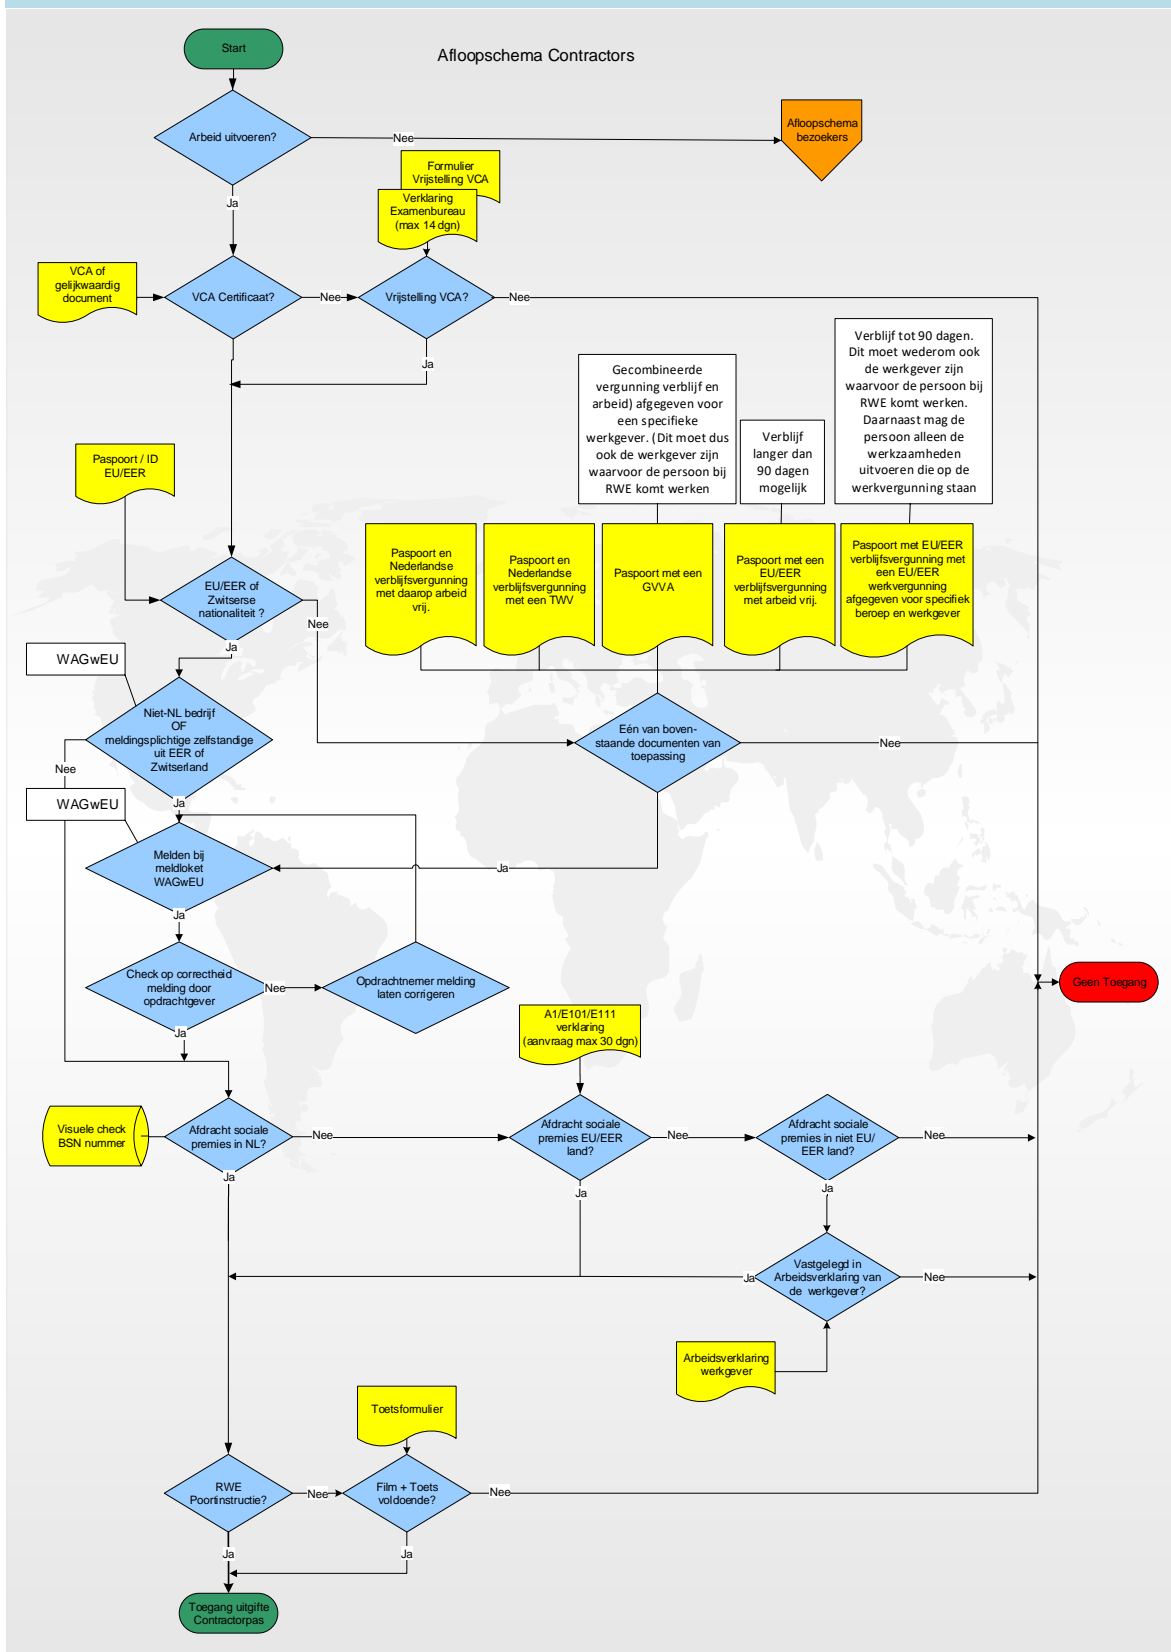 Afloopschema Contractors
Start
Arbeid uitvoeren?
Nee
Afloopschema
bezoekers
Ja
Formulier
Vrijstelling VCA
Verklaring
Examenbureau
(max 14 dgn)
VCA of
gelijkwaardig
document
VCA Certificaat?
Nee
Vrijstelling VCA?
Nee
Ja
Gecombineerde
vergunning verblijf en
arbeid) afgegeven voor
een specifieke
werkgever. (Dit moet dus
ook de werkgever zijn
waarvoor de persoon bij
RWE komt werken
Verblijf
langer dan
90 dagen
mogelijk
Verblijf tot 90 dagen.
Dit moet wederom ook
de werkgever zijn
waarvoor de persoon bij
RWE komt werken.
Daarnaast mag de
persoon alleen de
werkzaamheden
uitvoeren die op de
werkvergunning staan
Paspoort / ID
EU/EER
Paspoort en
Nederlandse
verblijfsvergunning
met daarop arbeid
vrij.
Paspoort en
Nederlandse
verblijfsvergunning
met een TWV
Paspoort met een
GVVA
Paspoort met een
EU/EER
verblijfsvergunning
met arbeid vrij.
Paspoort met EU/EER
verblijfsvergunning met
een EU/EER
werkvergunning
afgegeven voor specifiek
beroep en werkgever
EU/EER of
Zwitserse
nationaliteit ?
Nee
Ja
WAGwEU
Niet-NL bedrijf
OF
meldingsplichtige zelfstandige
uit EER of
Zwitserland
Nee
Ja
Eén van boven-
staande documenten van
toepassing
Nee
Ja
WAGwEU
Melden bij
meldloket
WAGwEU
Ja
Check op correctheid
melding door
opdrachtgever
Nee
Opdrachtnemer melding
laten corrigeren
Ja
Geen Toegang
A1/E101/E111
verklaring
(aanvraag max 30 dgn)
Visuele check
BSN nummer
Afdracht sociale
premies in NL?
Nee
Afdracht sociale
premies EU/EER
land?
Nee
Afdracht sociale
premies in niet EU/
EER land?
Nee
Ja
Ja
Ja
Vastgelegd in
Arbeidsverklaring van
de werkgever?
Ja
Nee
Arbeidsverklaring
werkgever
Toetsformulier
RWE
Poortinstructie?
Nee
Film + Toets
voldoende?
Nee
Ja
Ja
Toegang uitgifte
Contractorpas